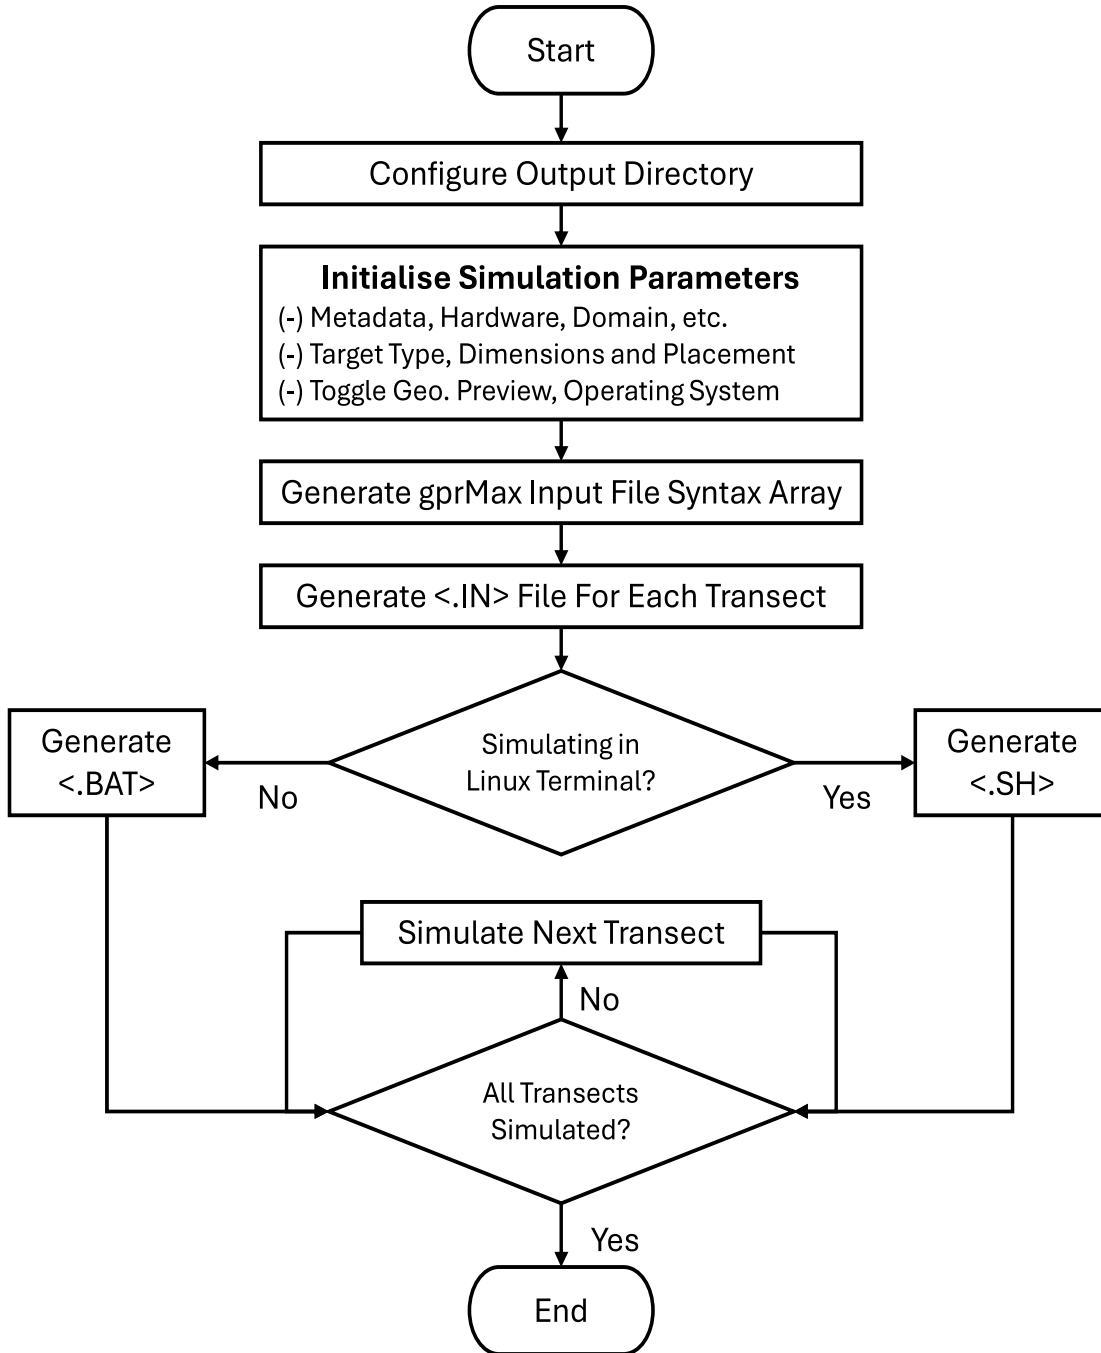 Start
Configure Output Directory
Initialise Simulation Parameters
(-) Metadata, Hardware, Domain, etc.
(-) Target Type, Dimensions and Placement
(-) Toggle Geo. Preview, Operating System
Generate gprMax Input File Syntax Array
Generate <.IN> File For Each Transect
Simulating in
Linux Terminal?
No
Generate
<.BAT>
Yes
Generate
<.SH>
Simulate Next Transect
No
All Transects
Simulated?
Yes
End